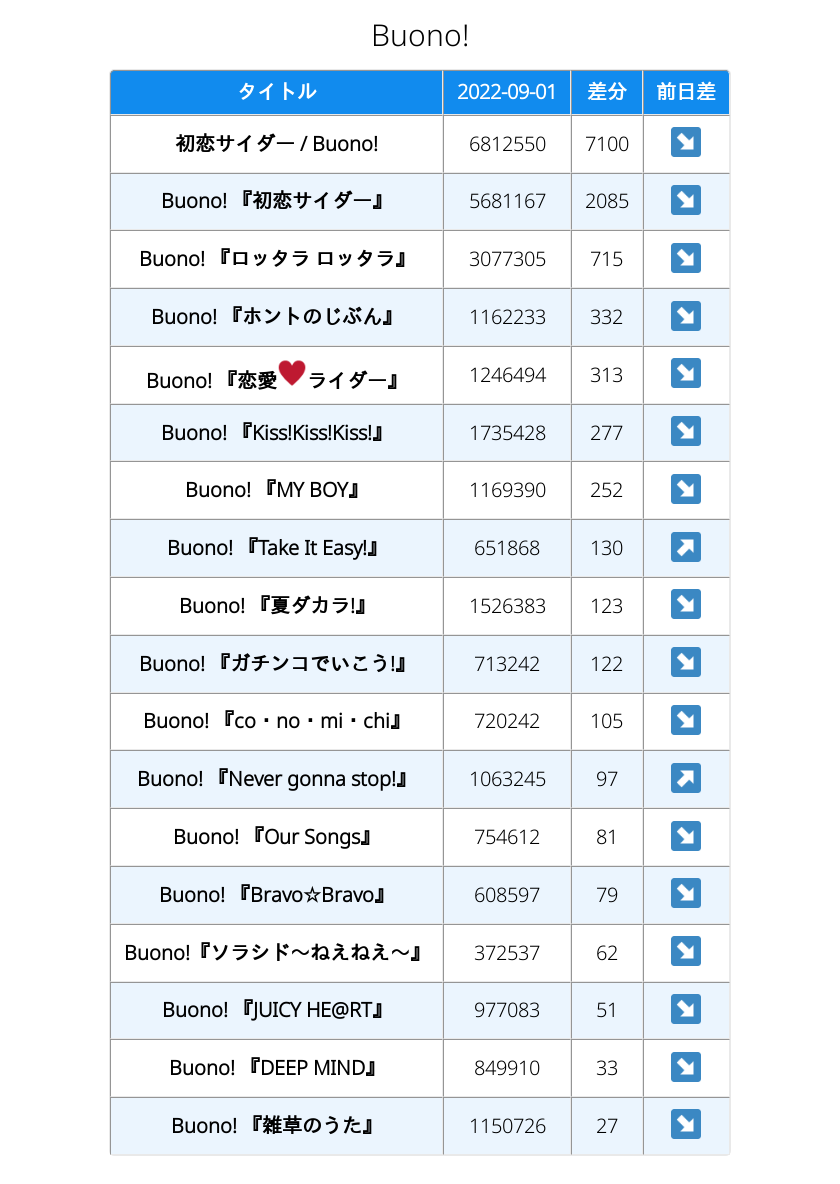 Buono!
タイトル 2022-09-01 差分 前日差
初恋サイダー / Buono! 6812550 7100 ↘️
Buono! 『初恋サイダー』 5681167 2085 ↘️
Buono! 『ロッタラ ロッタラ』 3077305 715 ↘️
Buono! 『ホントのじぶん』 1162233 332 ↘️
Buono! 『恋愛♥ライダー』 1246494 313 ↘️
Buono! 『Kiss!Kiss!Kiss!』 1735428 277 ↘️
Buono! 『MY BOY』 1169390 252 ↘️
Buono! 『Take It Easy!』 651868 130 ↗️
Buono! 『夏ダカラ!』 1526383 123 ↘️
Buono! 『ガチンコでいこう!』 713242 122 ↘️
Buono! 『co・no・mi・chi』 720242 105 ↘️
Buono! 『Never gonna stop!』 1063245 97 ↗️
Buono! 『Our Songs』 754612 81 ↘️
Buono! 『Bravo☆Bravo』 608597 79 ↘️
Buono!『ソラシド〜ねえねえ〜』 372537 62 ↘️
Buono! 『JUICY HE@RT』 977083 51 ↘️
Buono! 『DEEP MIND』 849910 33 ↘️
Buono! 『雑草のうた』 1150726 27 ↘️